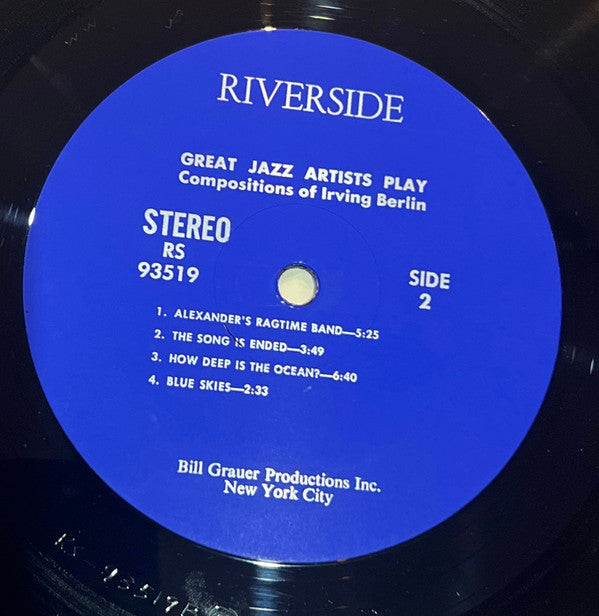 RIVERSIDE
GREAT JAZZ ARTISTS PLAY
Compositions of Irving Berlin
STEREO
RS
93519
SIDE
2
1. ALEXANDER'S RAGTIME BAND—5:25
2. THE SONG IS ENDED—3:49
3. HOW DEEP IS THE OCEAN?—6:40
4. BLUE SKIES—2:33
Bill Grauer Productions Inc.
New York City